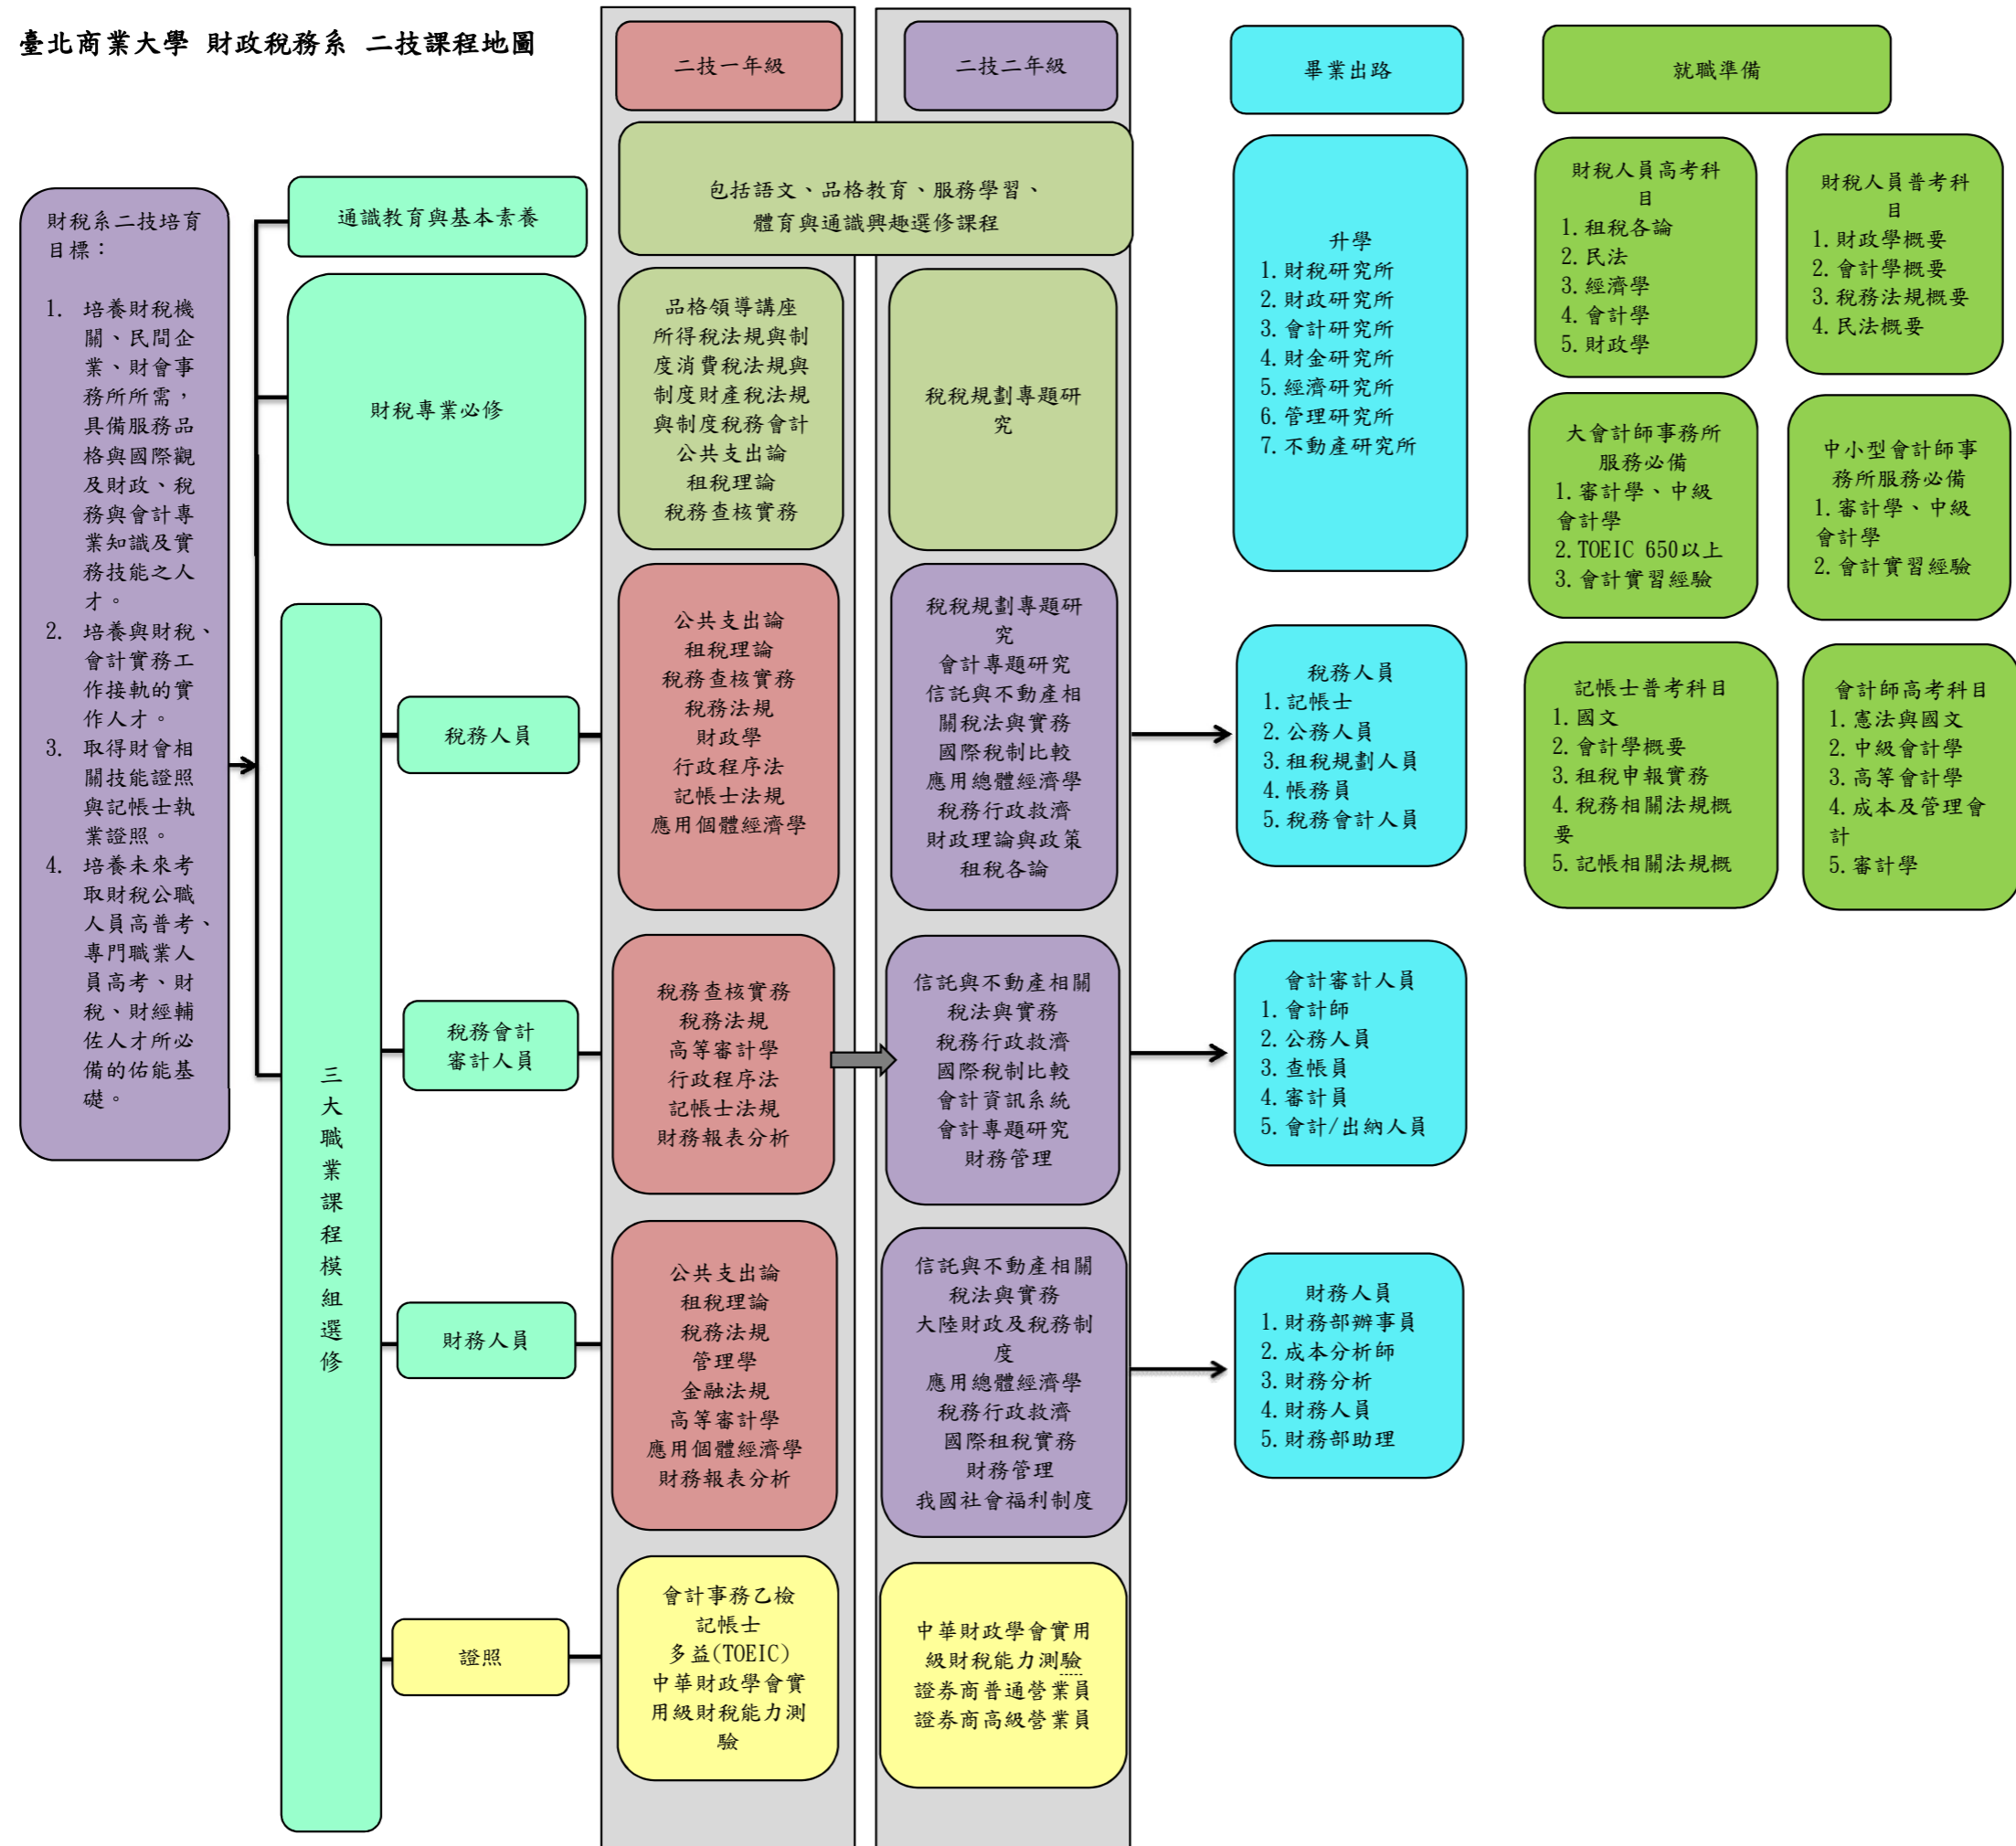 臺北商業大學 財政稅務系 二技課程地圖
二技一年級
二技二年級
畢業出路
就職準備
財稅系二技培育
目標：
1. 培養財稅機
關、民間企
業、財會事
務所所需，
具備服務品
格與國際觀
及財政、稅
務與會計專
業知識及實
務技能之人
才。
2. 培養與財稅、
會計實務工
作接軌的實
作人才。
3. 取得財會相
關技能證照
與記帳士執
業證照。
4. 培養未來考
取財稅公職
人員高普考、
專門職業人
員高考、財
稅、財經輔
佐人才所必
備的佑能基
礎。
通識教育與基本素養
包括語文、品格教育、服務學習、
體育與通識興趣選修課程
財稅專業必修
品格領導講座
所得稅法規與制
度消費稅法規與
制度財產稅法規
與制度稅務會計
公共支出論
租稅理論
稅務查核實務
稅稅規劃專題研
究
升學
1.財稅研究所
2.財政研究所
3.會計研究所
4.財金研究所
5.經濟研究所
6.管理研究所
7.不動產研究所
財稅人員高考科
目
1.租稅各論
2.民法
3.經濟學
4.會計學
5.財政學
財稅人員普考科
目
1.財政學概要
2.會計學概要
3.稅務法規概要
4.民法概要
大會計師事務所
服務必備
1.審計學、中級
會計學
2.TOEIC 650以上
3.會計實習經驗
中小型會計師事
務所服務必備
1.審計學、中級
會計學
2.會計實習經驗
三
大
職
業
課
程
模
組
選
修
稅務人員
公共支出論
租稅理論
稅務查核實務
稅務法規
財政學
行政程序法
記帳士法規
應用個體經濟學
稅稅規劃專題研
究
會計專題研究
信託與不動產相
關稅法與實務
國際稅制比較
應用總體經濟學
稅務行政救濟
財政理論與政策
租稅各論
稅務人員
1.記帳士
2.公務人員
3.租稅規劃人員
4.帳務員
5.稅務會計人員
記帳士普考科目
1.國文
2.會計學概要
3.租稅申報實務
4.稅務相關法規概
要
5.記帳相關法規概
會計師高考科目
1.憲法與國文
2.中級會計學
3.高等會計學
4.成本及管理會
計
5.審計學
稅務會計
審計人員
稅務查核實務
稅務法規
高等審計學
行政程序法
記帳士法規
財務報表分析
信託與不動產相關
稅法與實務
稅務行政救濟
國際稅制比較
會計資訊系統
會計專題研究
財務管理
會計審計人員
1.會計師
2.公務人員
3.查帳員
4.審計員
5.會計/出納人員
財務人員
公共支出論
租稅理論
稅務法規
管理學
金融法規
高等審計學
應用個體經濟學
財務報表分析
信託與不動產相關
稅法與實務
大陸財政及稅務制
度
應用總體經濟學
稅務行政救濟
國際租稅實務
財務管理
我國社會福利制度
財務人員
1.財務部辦事員
2.成本分析師
3.財務分析
4.財務人員
5.財務部助理
證照
會計事務乙檢
記帳士
多益(TOEIC)
中華財政學會實
用級財稅能力測
驗
中華財政學會實用
級財稅能力測驗
證券商普通營業員
證券商高級營業員